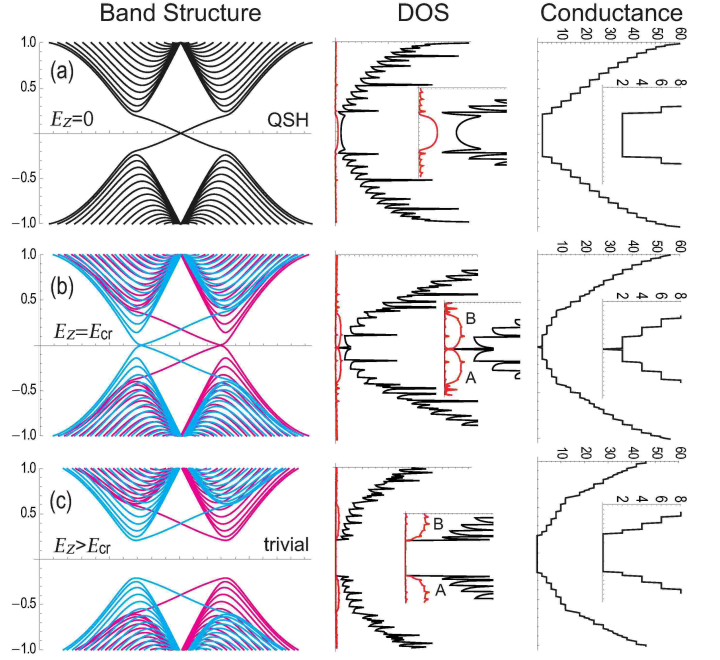 Band Structure DOS Conductance
1.0 10 20 30 40 50 60
(a)
0.5 2 4 6 8
E_Z=0 QSH
−0.5
−1.0
1.0 10 20 30 40 50 60
(b)
0.5 B 2 4 6 8
E_Z=E_cr
A
−0.5
−1.0
1.0 10 20 30 40 50 60
(c)
0.5 B 2 4 6 8
E_Z>E_cr trivial
A
−0.5
−1.0